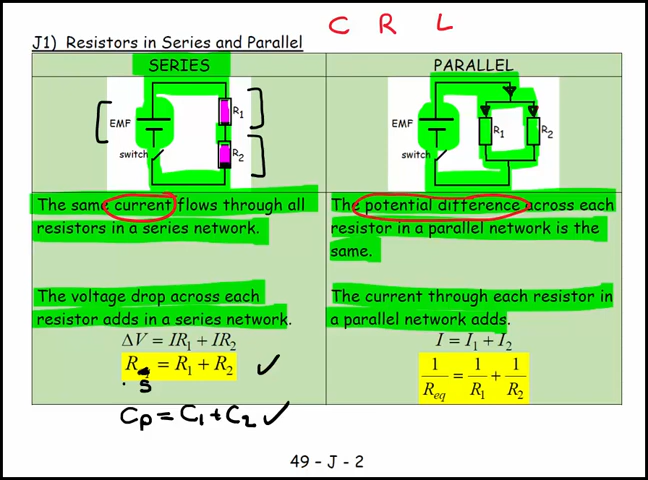 C R L
J1) Resistors in Series and Parallel
SERIES
PARALLEL
EMF
R1
R2
switch
EMF
R1
R2
switch
The same current flows through all
resistors in a series network.
The potential difference across each
resistor in a parallel network is the
same.
The voltage drop across each
resistor adds in a series network.
The current through each resistor in
a parallel network adds.
ΔV = IR1 + IR2
I = I1 + I2
Rs = R1 + R2 ✓
1/Req = 1/R1 + 1/R2
Cp = C1 + C2 ✓
49 – J – 2